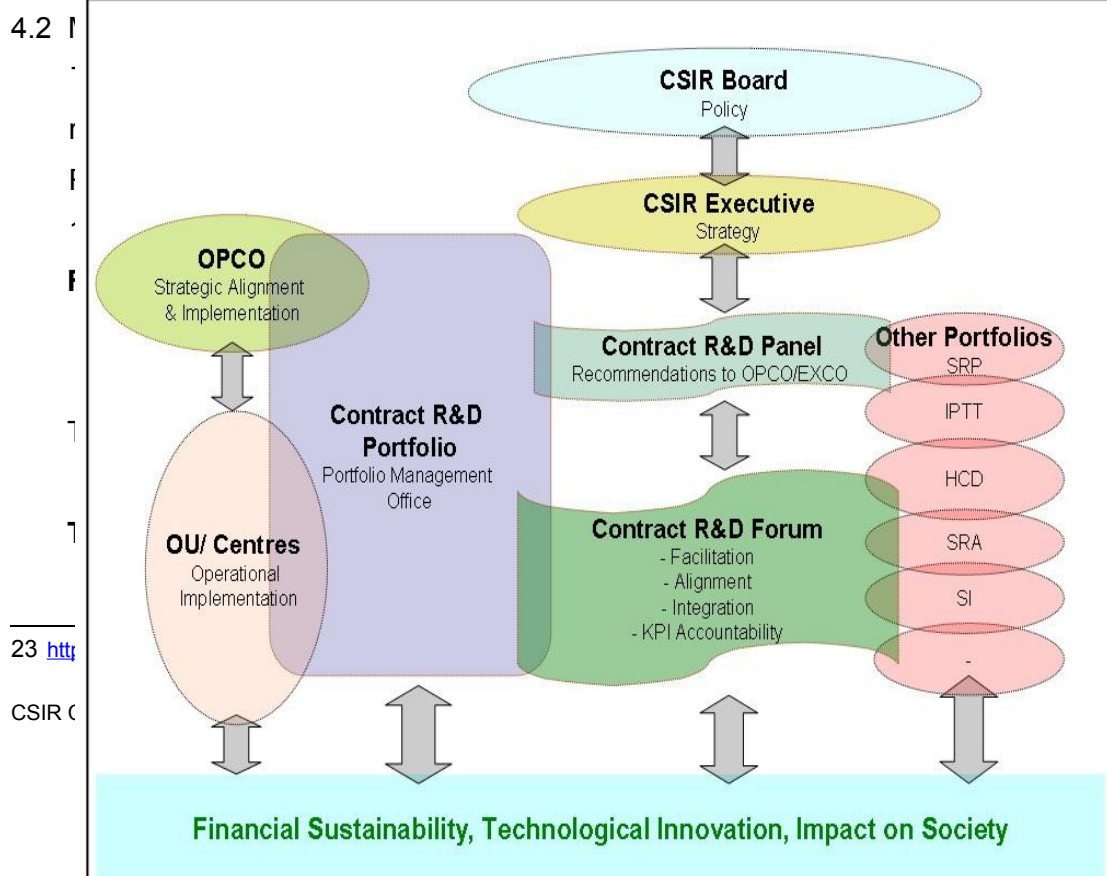 4.2
CSIR Board
Policy
CSIR Executive
Strategy
OPCO
Strategic Alignment
& Implementation
Contract R&D Panel
Recommendations to OPCO/EXCO
Other Portfolios
SRP
IPTT
HCD
SRA
SI
-
Contract R&D
Portfolio
Portfolio Management
Office
OU/ Centres
Operational
Implementation
Contract R&D Forum
- Facilitation
- Alignment
- Integration
- KPI Accountability
23
CSIR
Financial Sustainability, Technological Innovation, Impact on Society